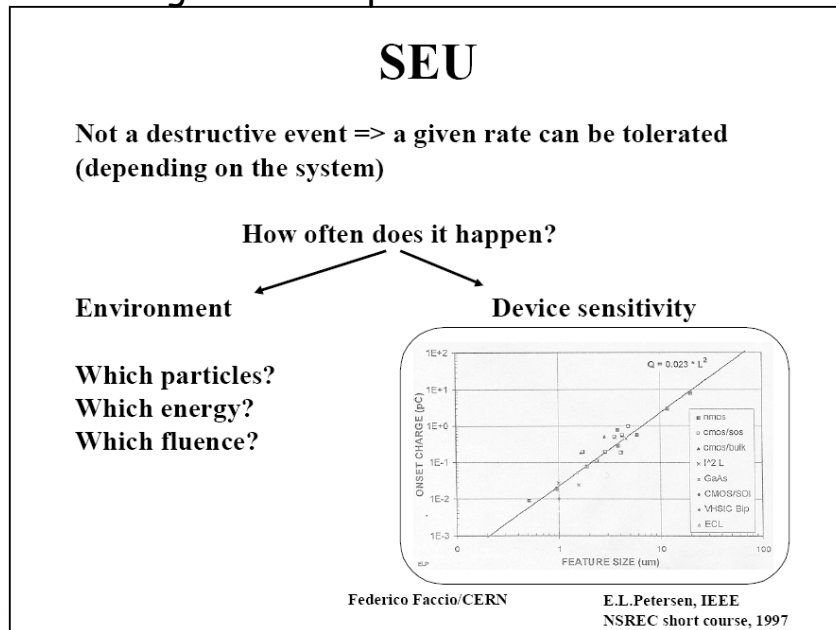 SEU
Not a destructive event => a given rate can be tolerated
(depending on the system)
How often does it happen?
Environment
Device sensitivity
Which particles?
Which energy?
Which fluence?
1E+2
1E+1
1E+0
1E-1
1E-2
1E-3
ONSET CHARGE (pC)
Q = 0.023 * L²
nmos
cmos/sos
cmos/bulk
I^2 L
GaAs
CMOS/SOI
VHSIC Bip
ECL
0 1 10 100
FEATURE SIZE (um)
ELP
Federico Faccio/CERN
E.L.Petersen, IEEE
NSREC short course, 1997